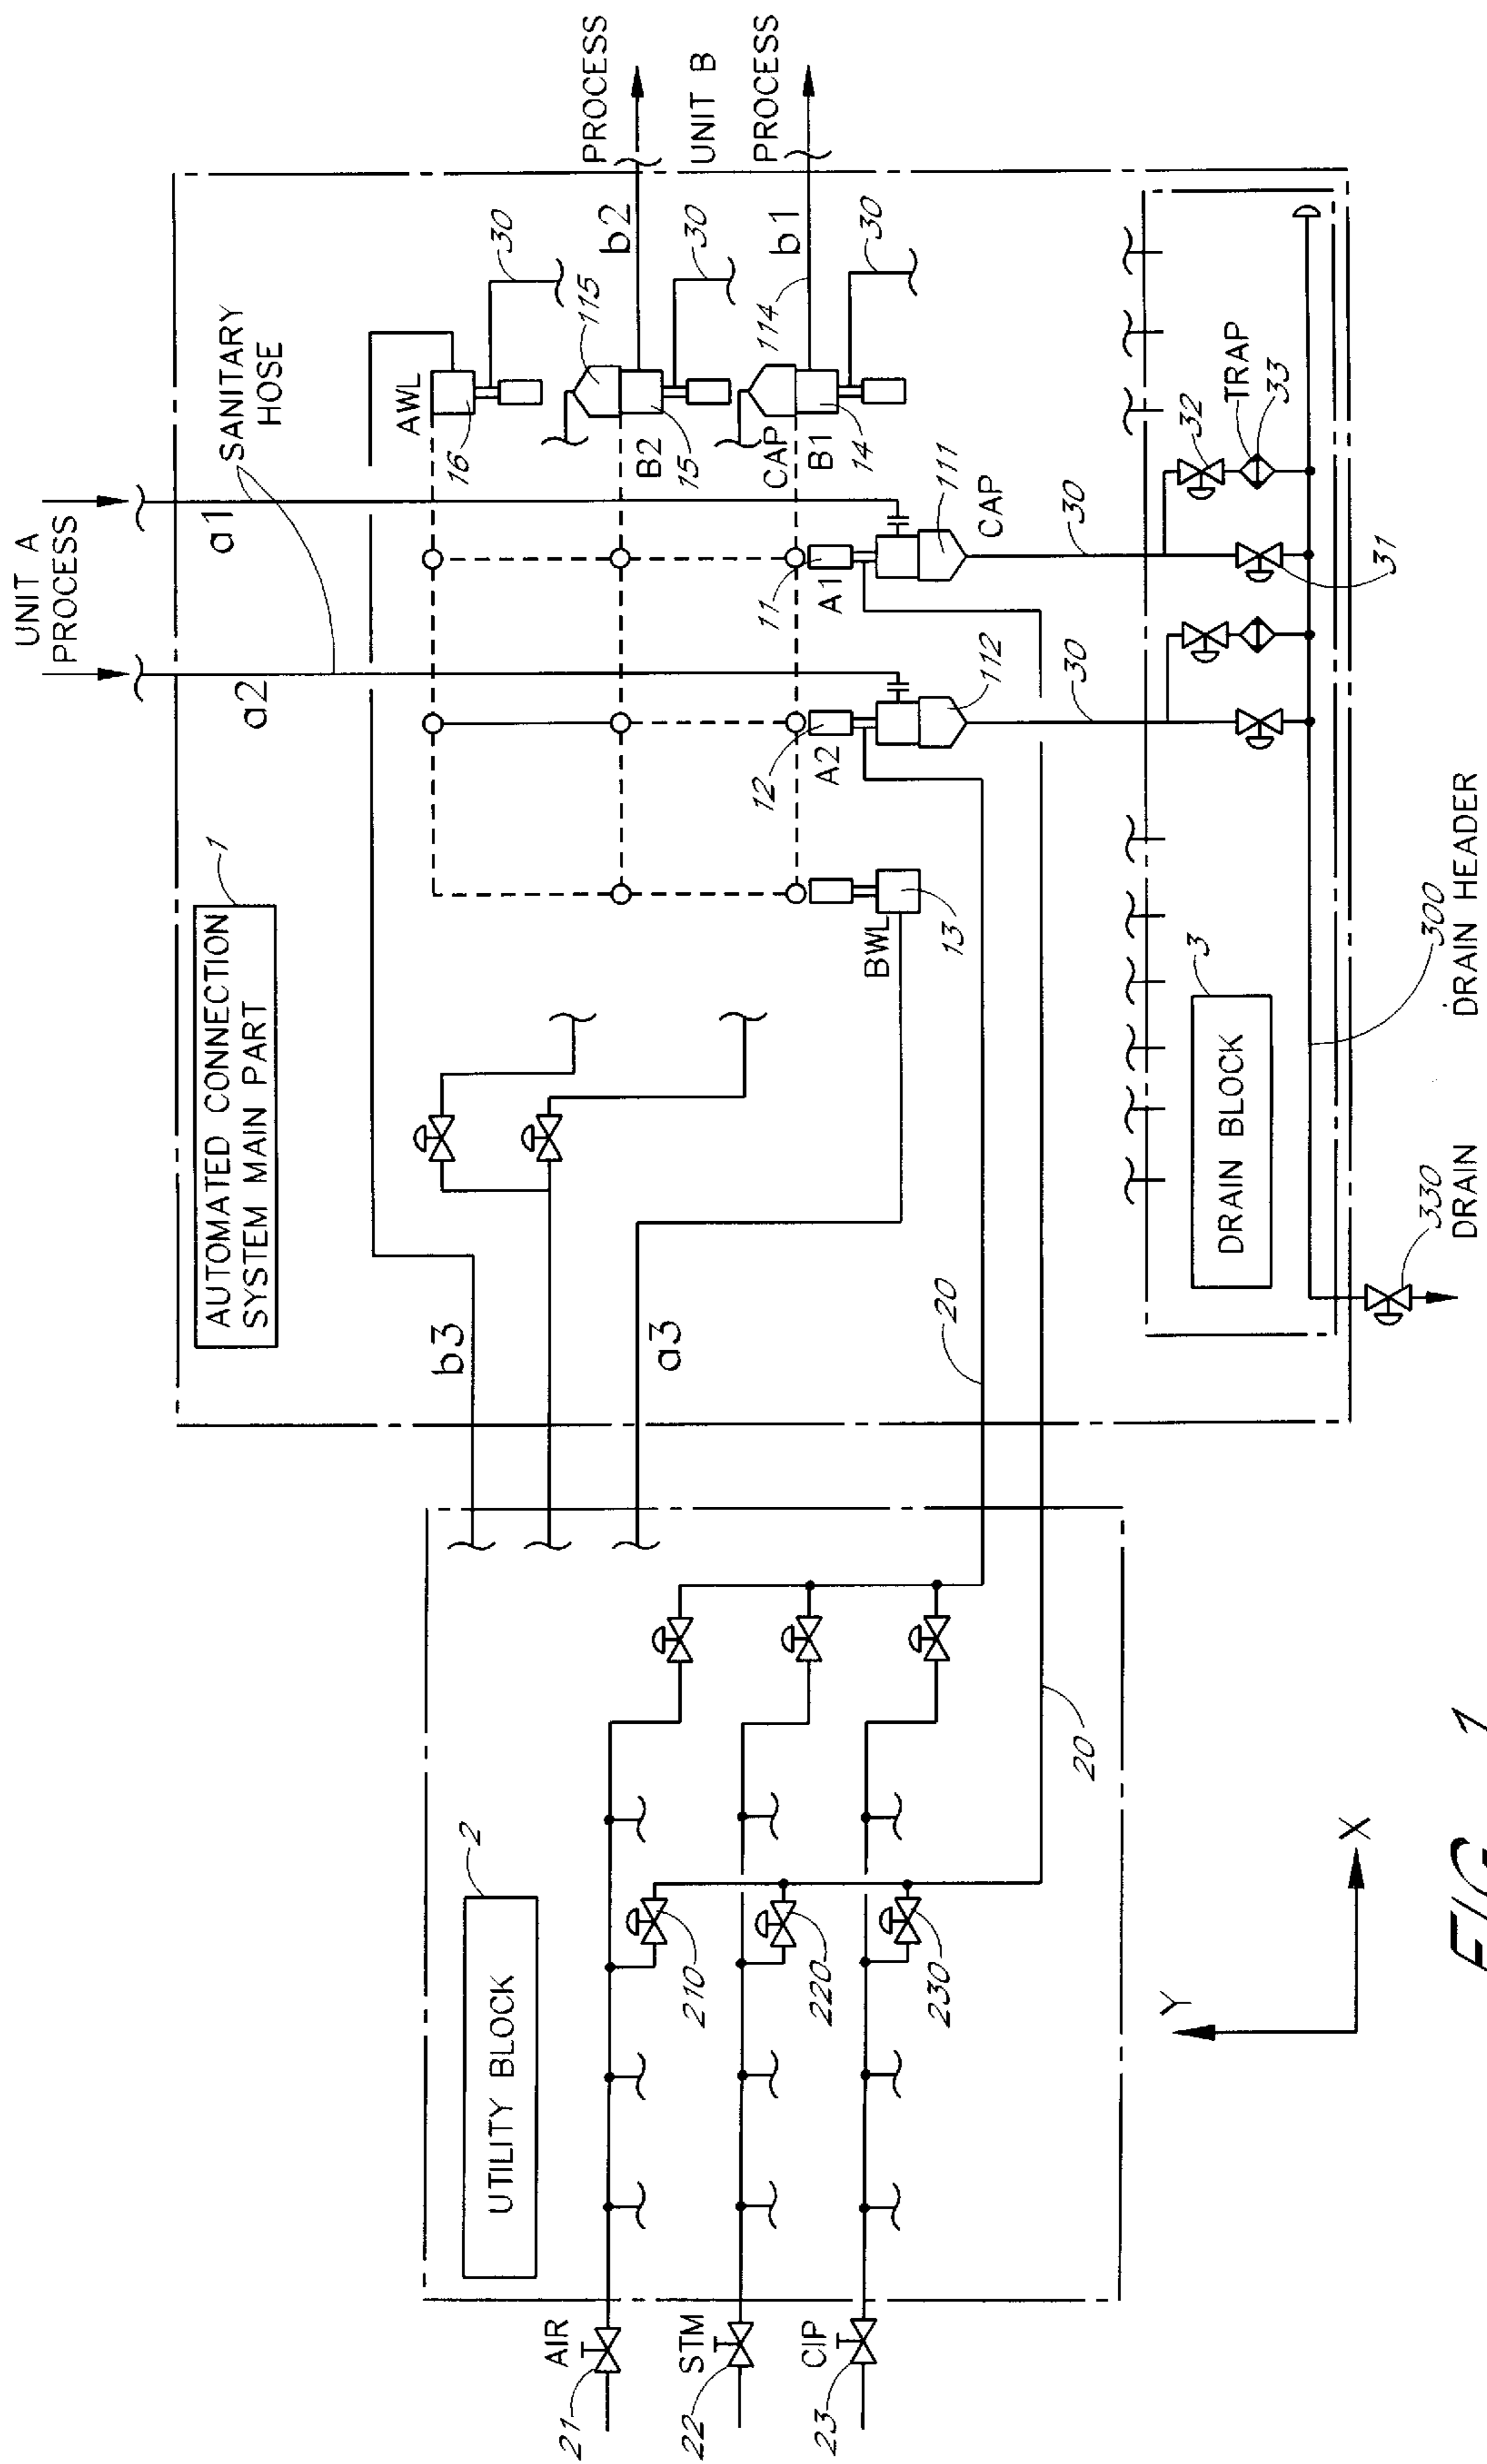 UNIT A
PROCESS
a2
a1
SANITARY
HOSE
AUTOMATED CONNECTION
SYSTEM MAIN PART
1
b3
a3
AWL
16
30
115
b2
PROCESS
UNIT B
B2
15
30
CAP
114
b1
PROCESS
B1
14
30
11
A1
111
CAP
12
A2
112
BWL
13
30
30
32
TRAP
33
31
3
DRAIN BLOCK
300
DRAIN HEADER
330
DRAIN
20
20
2
UTILITY BLOCK
210
220
230
AIR
21
STM
22
CIP
23
Y
X
FIG. 1